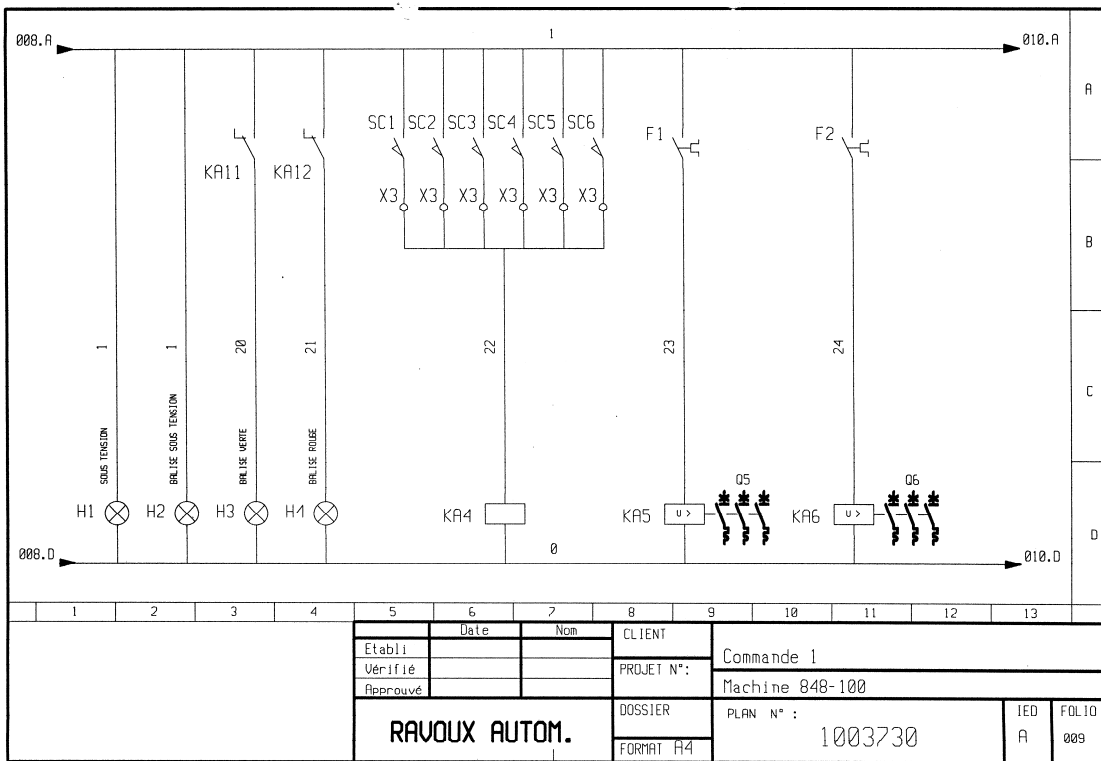 008.A
1
010.A
A
SC1 SC2 SC3 SC4 SC5 SC6
F1
F2
KA11
KA12
X3 X3 X3 X3 X3 X3
B
1
1
20
21
22
23
24
C
SOUS TENSION
BALISE SOUS TENSION
BALISE VERTE
BALISE ROUGE
Q5
Q6
H1
H2
H3
H4
KA4
KA5
U>
KA6
U>
D
008.D
0
010.D
1 2 3 4 5 6 7 8 9 10 11 12 13
Date Nom
Etabli
Vérifié
Approuvé
CLIENT
PROJET N°:
Commande 1
Machine 848-100
RAVOUX AUTOM.
DOSSIER
FORMAT A4
PLAN N° :
1003730
IED
A
FOLIO
009